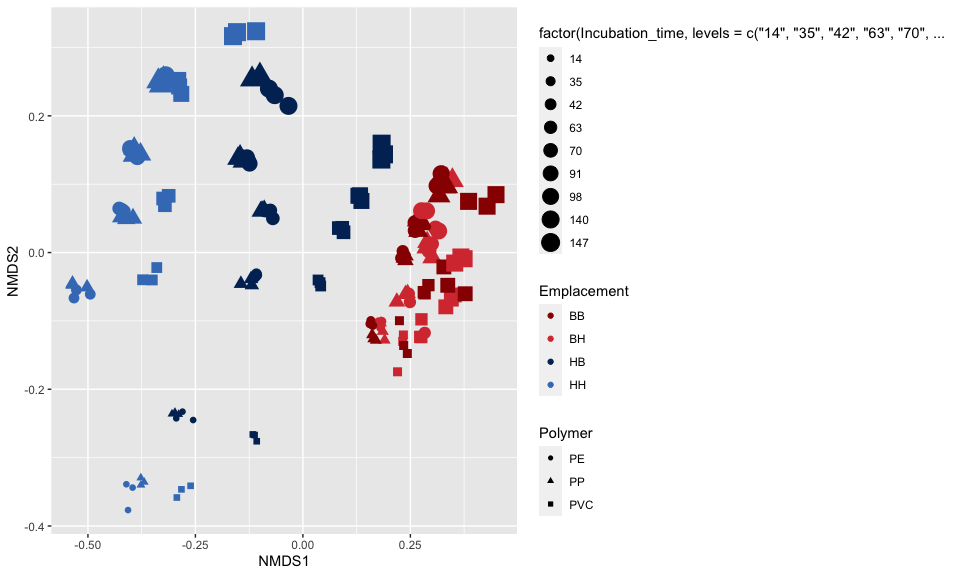 factor(Incubation_time, levels = c("14", "35", "42", "63", "70", ...
14
35
42
63
70
91
98
140
147
Emplacement
BB
BH
HB
HH
Polymer
PE
PP
PVC
NMDS2
0.2
0.0
-0.2
-0.4
-0.50
-0.25
0.00
0.25
NMDS1